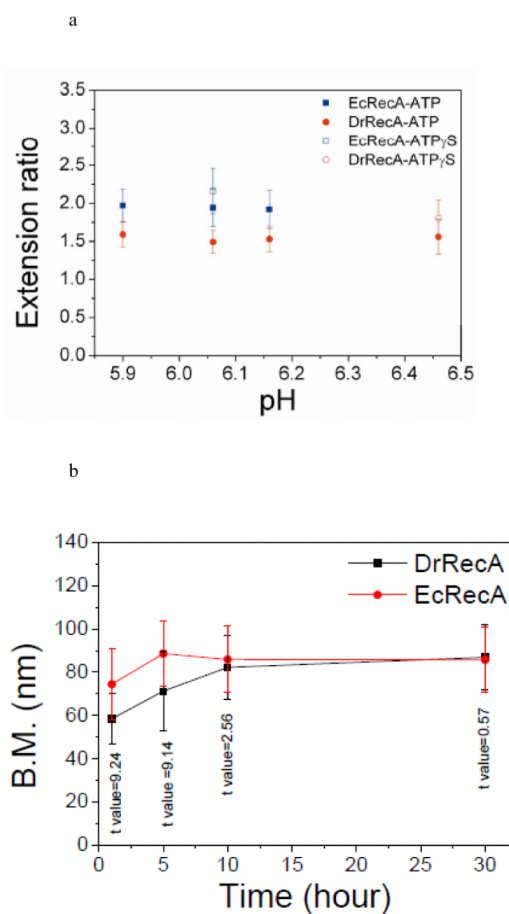 a
EcRecA-ATP
DrRecA-ATP
EcRecA-ATPγS
DrRecA-ATPγS
3.5
3.0
2.5
2.0
1.5
1.0
0.5
0.0
Extension ratio
5.9 6.0 6.1 6.2 6.3 6.4 6.5
pH
b
140
120
100
80
60
40
20
0
B.M. (nm)
DrRecA
EcRecA
t value=9.24
t value =9.14
t value=2.56
t value=0.57
0 5 10 15 20 25 30
Time (hour)